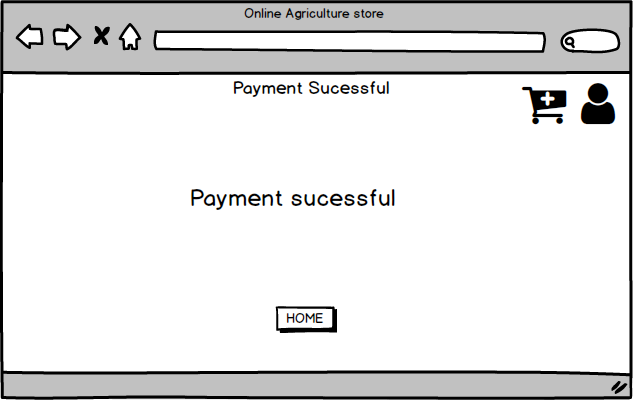 Online Agriculture store
Payment Sucessful
Payment sucessful
HOME